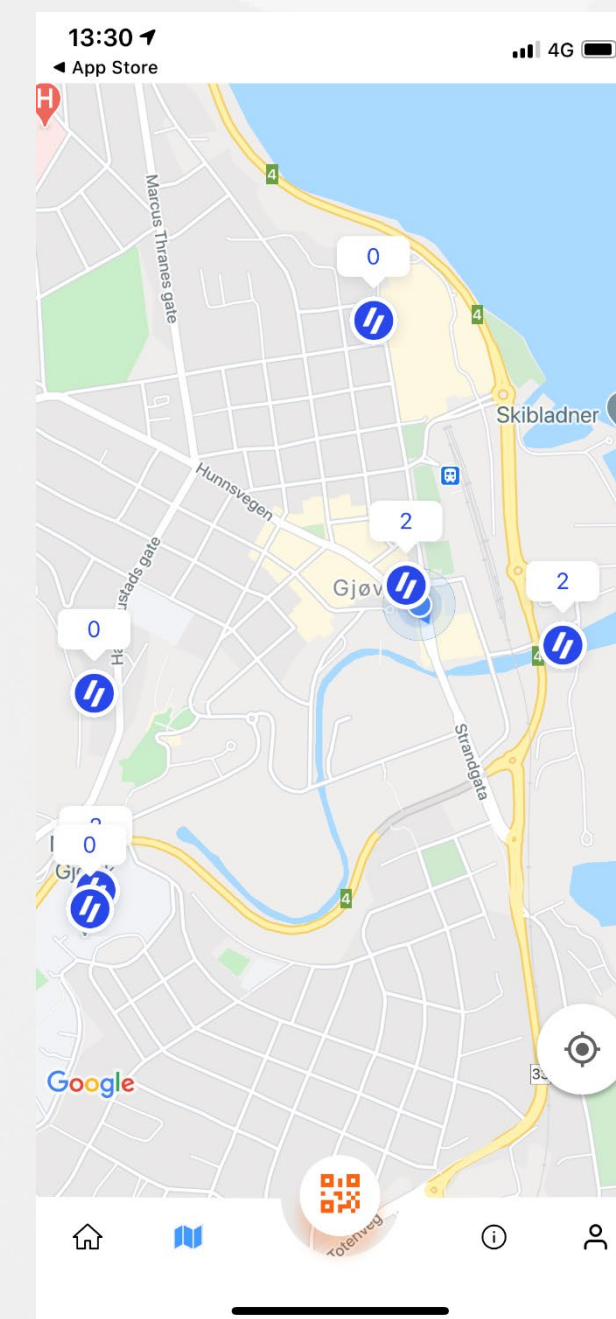 13:30
4G
◀ App Store
H
4
Marcus Thranes gate
0
4
Skibladner
Hunnsvegen
2
Gjøv
2
0
4
Strandgata
0
4
Google
33
Totenveg